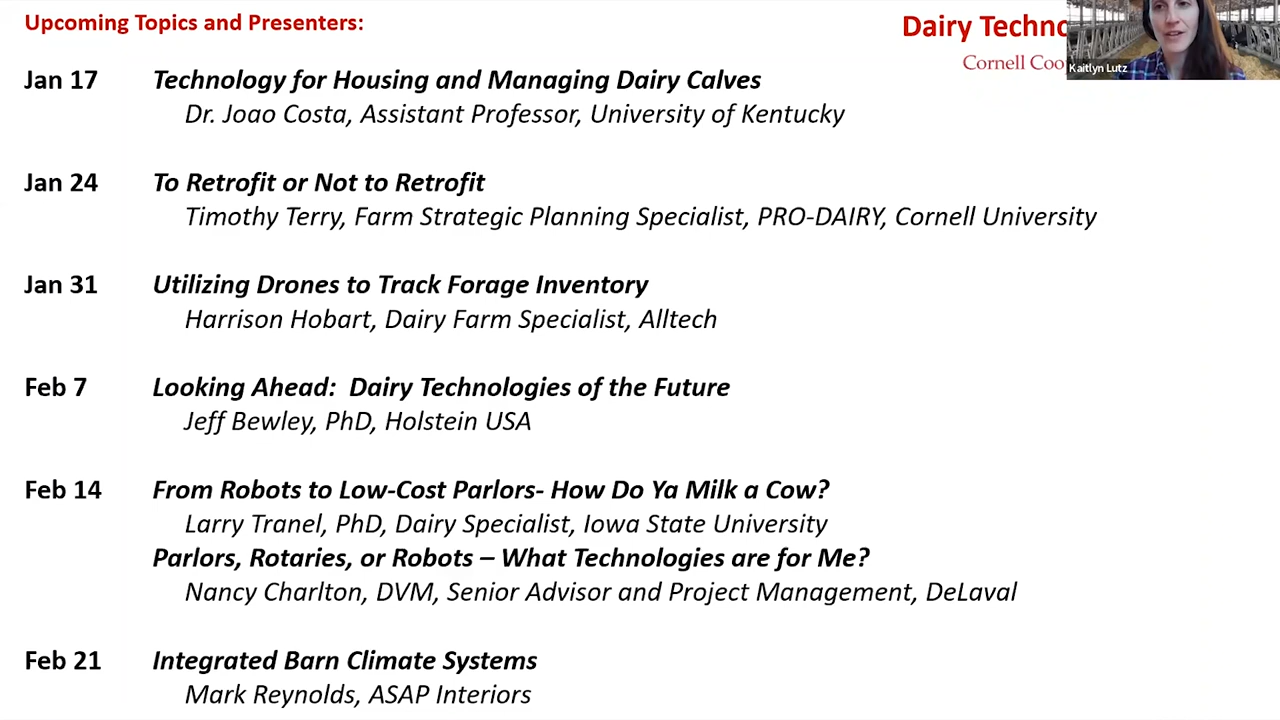 Upcoming Topics and Presenters:
Dairy Techno
Cornell Coo
Kaitlyn Lutz
Jan 17 Technology for Housing and Managing Dairy Calves
Dr. Joao Costa, Assistant Professor, University of Kentucky
Jan 24 To Retrofit or Not to Retrofit
Timothy Terry, Farm Strategic Planning Specialist, PRO-DAIRY, Cornell University
Jan 31 Utilizing Drones to Track Forage Inventory
Harrison Hobart, Dairy Farm Specialist, Alltech
Feb 7 Looking Ahead:  Dairy Technologies of the Future
Jeff Bewley, PhD, Holstein USA
Feb 14 From Robots to Low-Cost Parlors- How Do Ya Milk a Cow?
Larry Tranel, PhD, Dairy Specialist, Iowa State University
Parlors, Rotaries, or Robots – What Technologies are for Me?
Nancy Charlton, DVM, Senior Advisor and Project Management, DeLaval
Feb 21 Integrated Barn Climate Systems
Mark Reynolds, ASAP Interiors